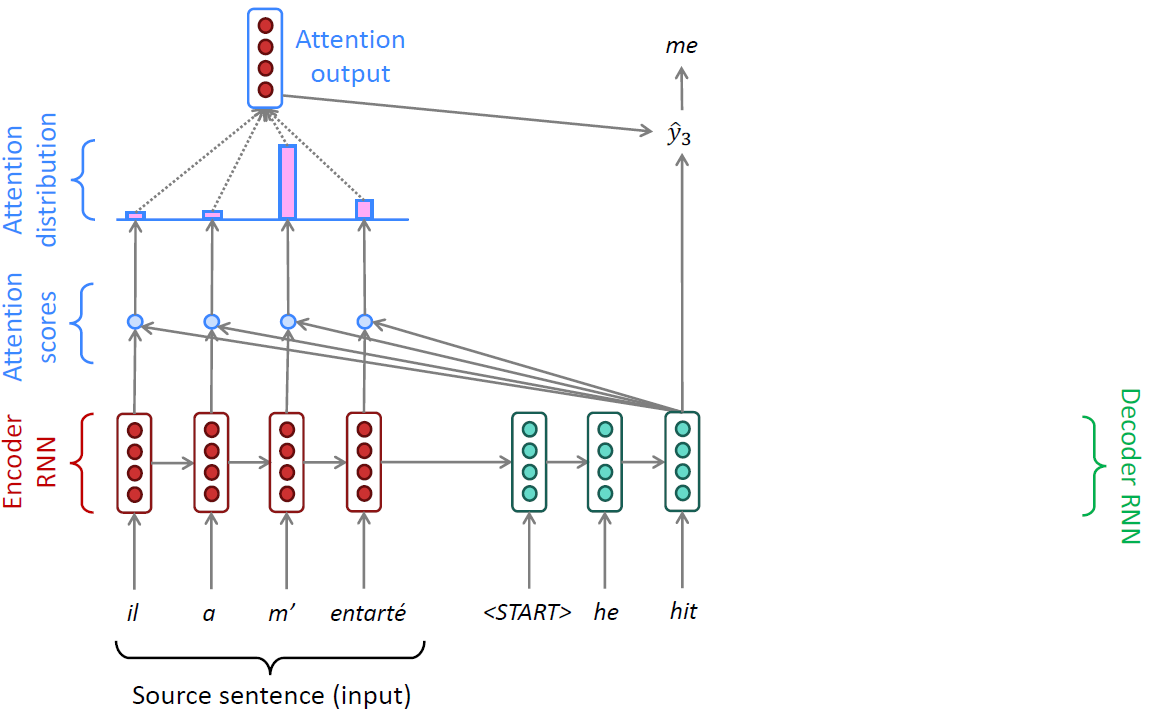 Attention
output
me
ŷ3
Attention
distribution
Attention
scores
Encoder
RNN
Decoder RNN
il a m’ entarté <START> he hit
Source sentence (input)